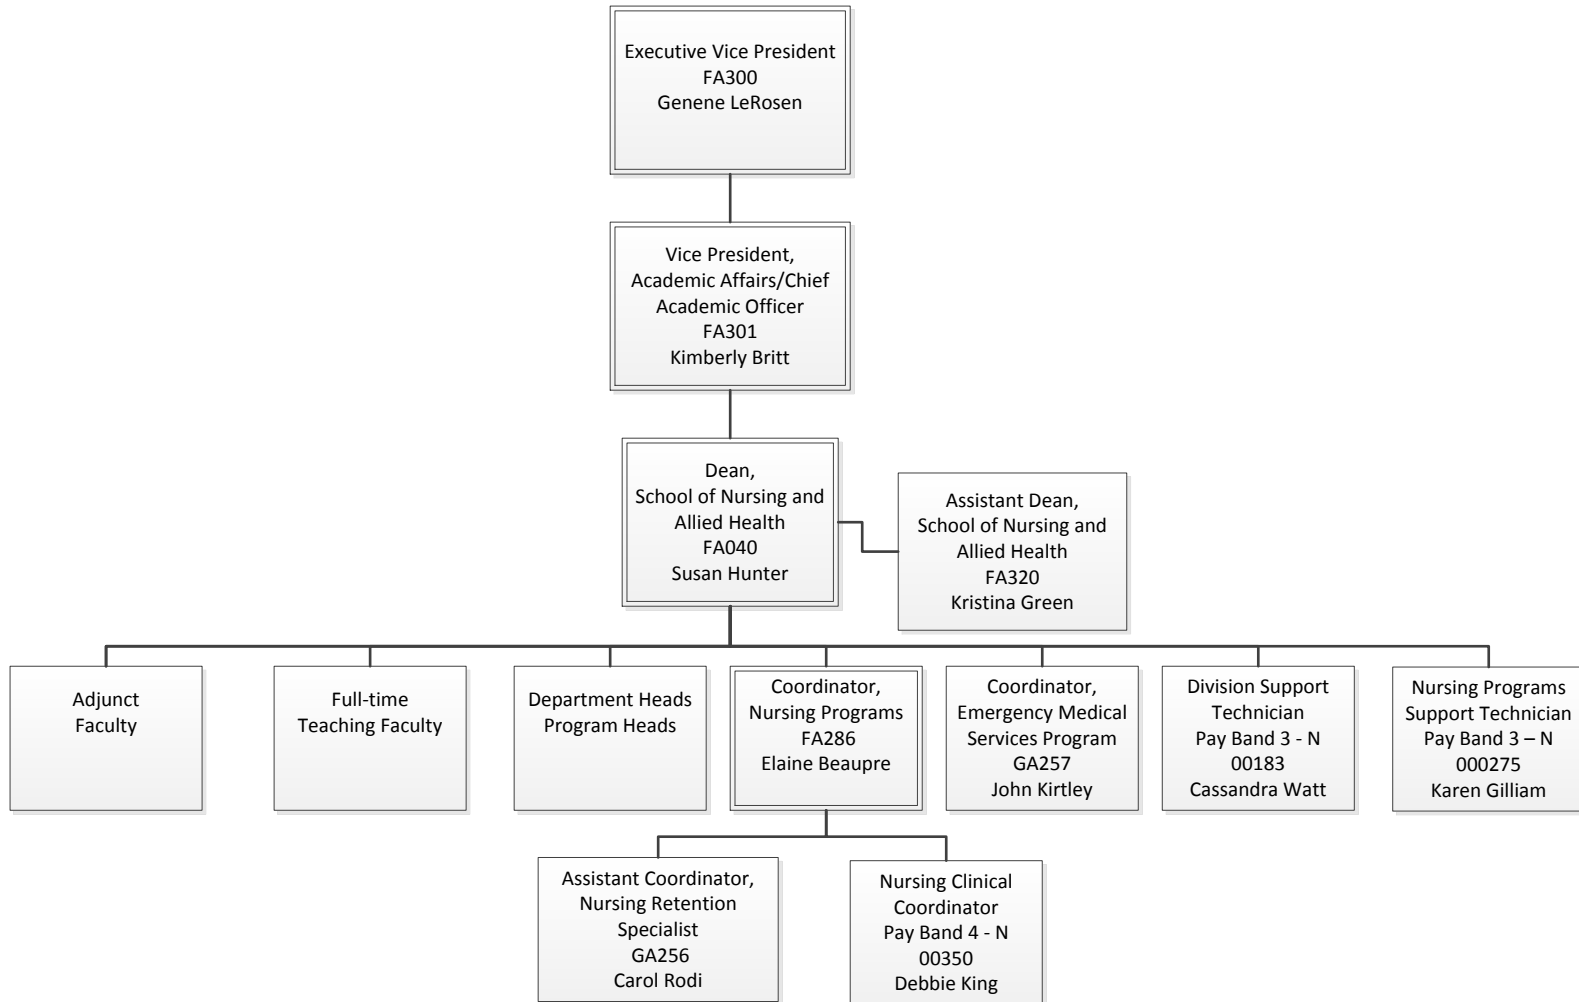 Executive Vice President
FA300
Genene LeRosen
Vice President,
Academic Affairs/Chief
Academic Officer
FA301
Kimberly Britt
Dean,
School of Nursing and
Allied Health
FA040
Susan Hunter
Assistant Dean,
School of Nursing and
Allied Health
FA320
Kristina Green
Adjunct
Faculty
Full-time
Teaching Faculty
Department Heads
Program Heads
Coordinator,
Nursing Programs
FA286
Elaine Beaupre
Coordinator,
Emergency Medical
Services Program
GA257
John Kirtley
Division Support
Technician
Pay Band 3 - N
00183
Cassandra Watt
Nursing Programs
Support Technician
Pay Band 3 – N
000275
Karen Gilliam
Assistant Coordinator,
Nursing Retention
Specialist
GA256
Carol Rodi
Nursing Clinical
Coordinator
Pay Band 4 - N
00350
Debbie King